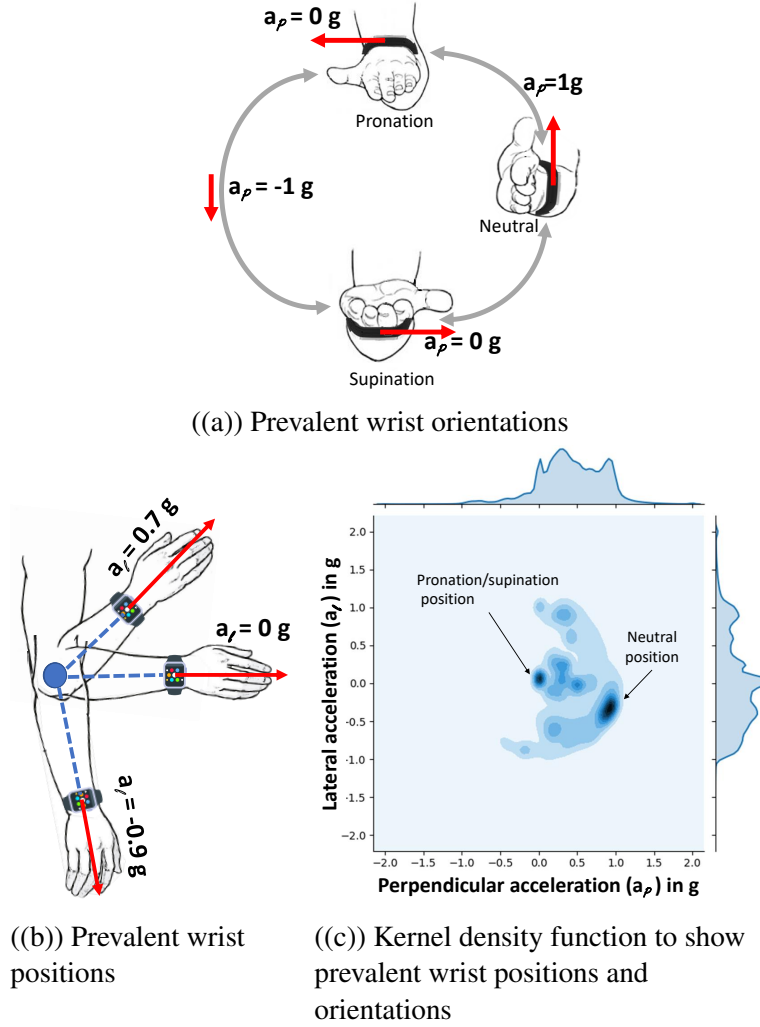 a𝓅 = 0 g
a𝓅=1g
Pronation
a𝓅 = -1 g
Neutral
a𝓅 = 0 g
Supination
((a)) Prevalent wrist orientations
aℓ = 0.7 g
aℓ = 0 g
aℓ = -0.9 g
2.0
1.5
1.0
0.5
0.0
-0.5
-1.0
-1.5
-2.0
Lateral acceleration (aℓ) in g
Pronation/supination
position
Neutral
position
-2.0 -1.5 -1.0 -0.5 0.0 0.5 1.0 1.5 2.0
Perpendicular acceleration (a𝓅) in g
((b)) Prevalent wrist
positions
((c)) Kernel density function to show
prevalent wrist positions and
orientations